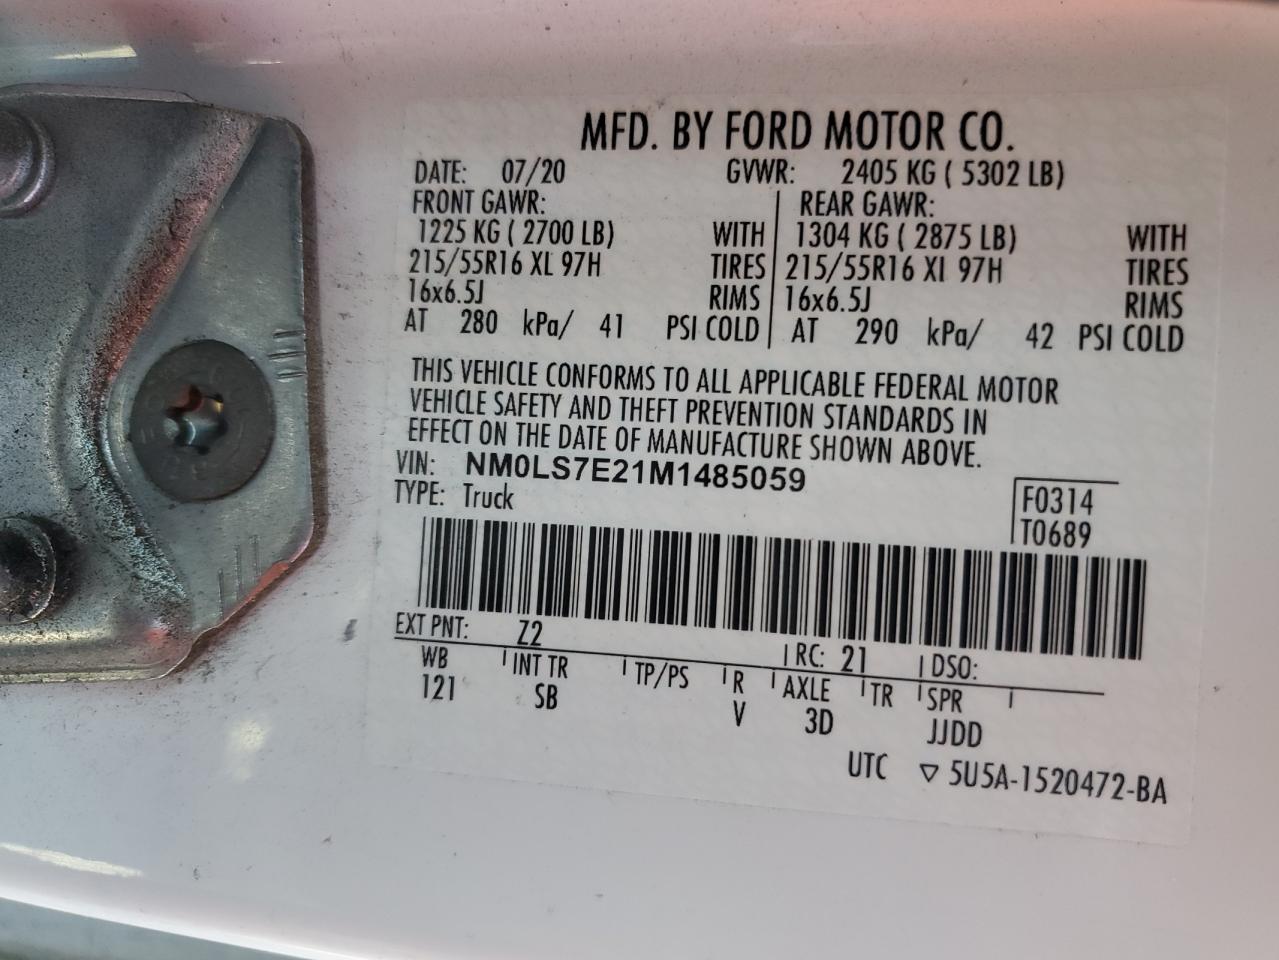 MFD. BY FORD MOTOR CO.
DATE: 07/20 GVWR: 2405 KG ( 5302 LB)
FRONT GAWR: REAR GAWR:
1225 KG ( 2700 LB) WITH 1304 KG ( 2875 LB) WITH
215/55R16 XL 97H TIRES 215/55R16 XL 97H TIRES
16x6.5J RIMS 16x6.5J RIMS
AT 280 kPa/ 41 PSI COLD AT 290 kPa/ 42 PSI COLD
THIS VEHICLE CONFORMS TO ALL APPLICABLE FEDERAL MOTOR
VEHICLE SAFETY AND THEFT PREVENTION STANDARDS IN
EFFECT ON THE DATE OF MANUFACTURE SHOWN ABOVE.
VIN: NM0LS7E21M1485059
TYPE: Truck
F0314
T0689
EXT PNT: Z2 RC: 21 DSO:
WB INT TR TP/PS R AXLE TR SPR
121 SB V 3D JJDD
UTC ▽ 5U5A-1520472-BA